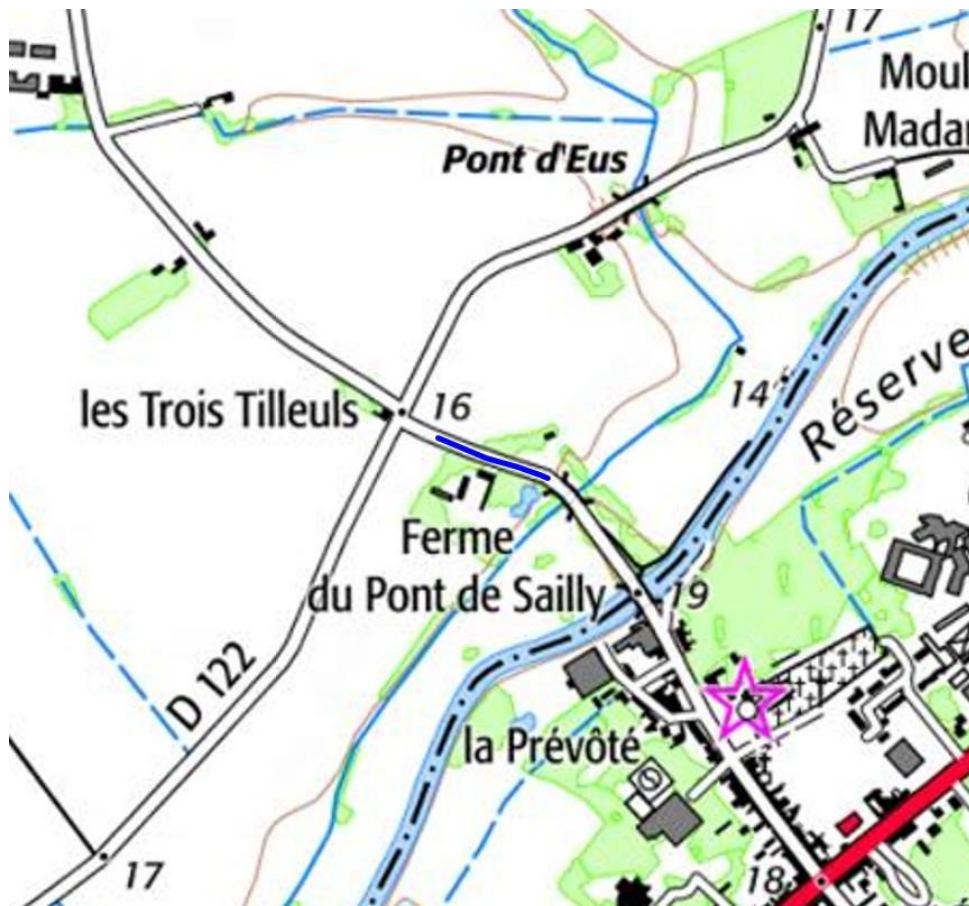 17
Moul
Madar
Pont d'Eus
les Trois Tilleuls
16
14
Réserve
Ferme
du Pont de Sailly
19
D 122
la Prévôté
17
18